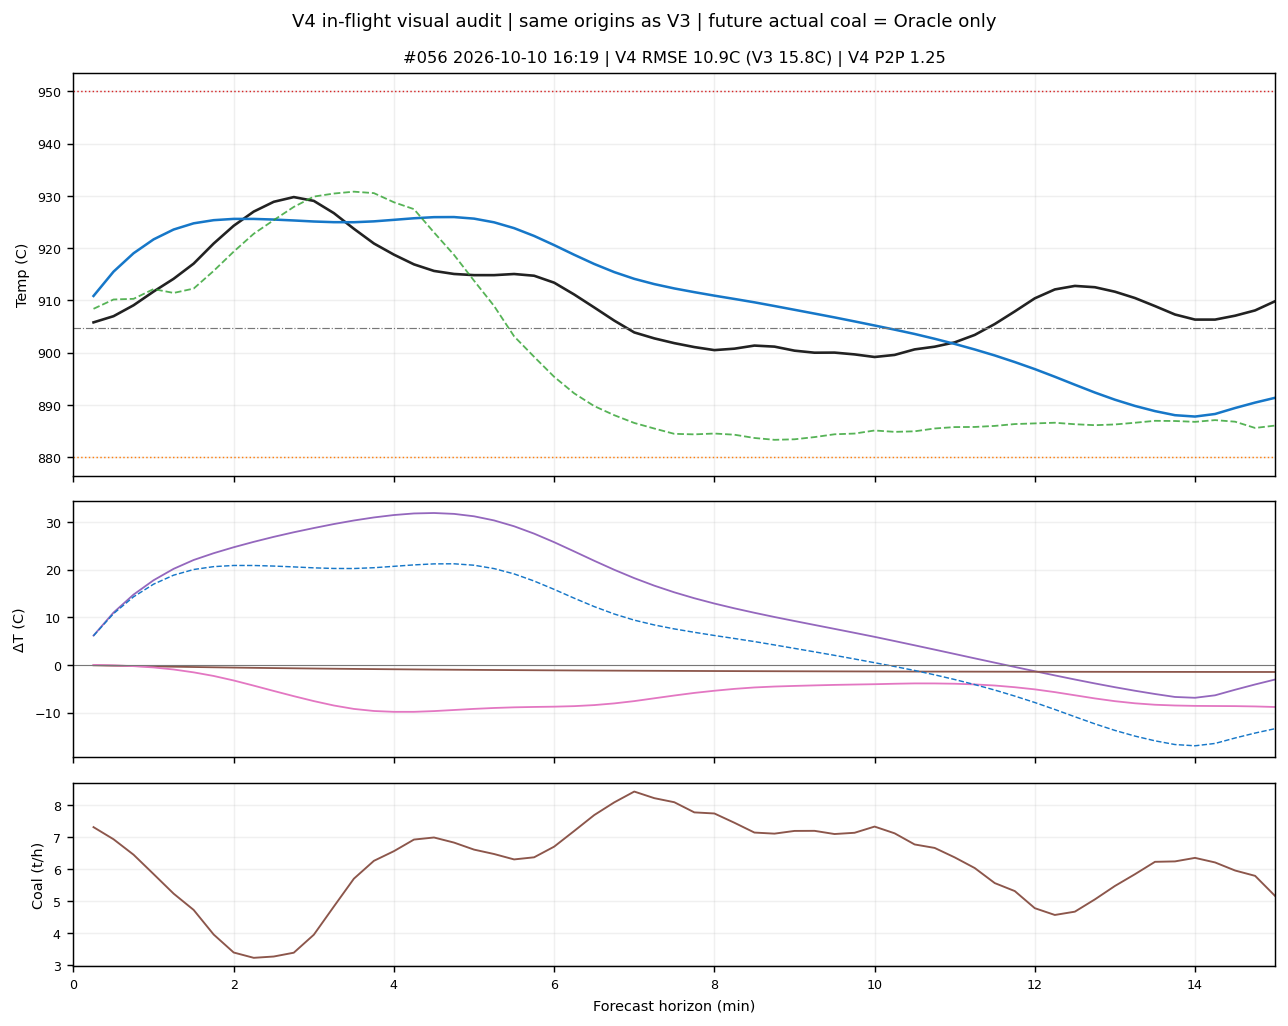 V4 in-flight visual audit | same origins as V3 | future actual coal = Oracle only
#056 2026-10-10 16:19 | V4 RMSE 10.9C (V3 15.8C) | V4 P2P 1.25
950
940
930
920
910
900
890
880
Temp (C)
30
20
10
0
−10
ΔT (C)
8
7
6
5
4
3
Coal (t/h)
0 2 4 6 8 10 12 14
Forecast horizon (min)